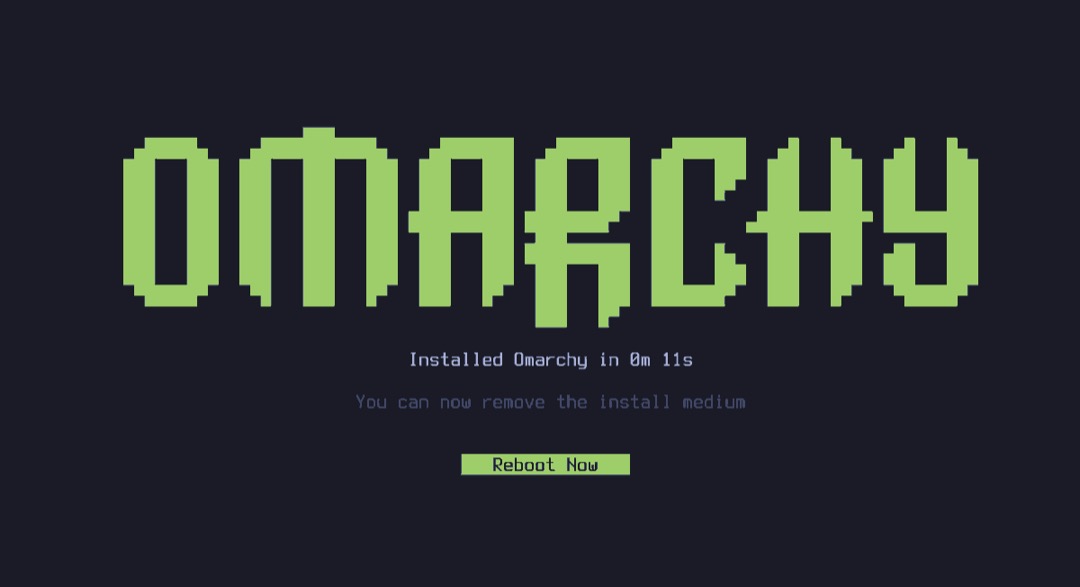 OMARCHY
Installed Omarchy in 0m 11s
You can now remove the install medium
Reboot Now